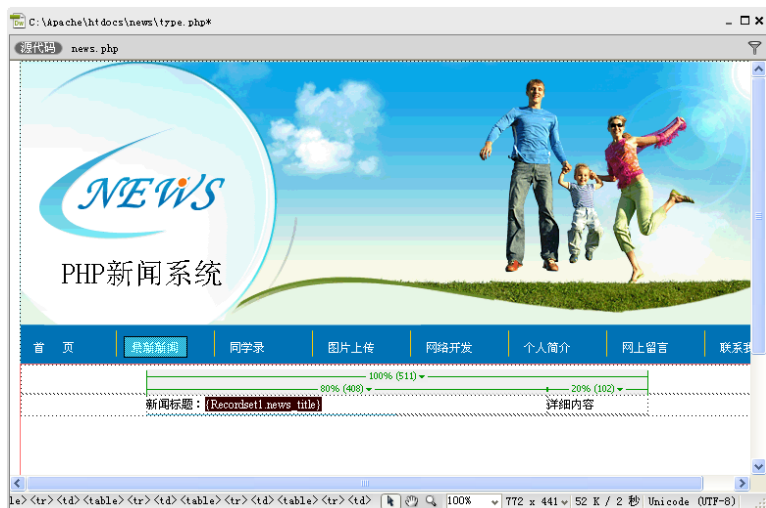 C:\Apache\htdocs\news\type.php*
源代码 news.php
NEWS
PHP新闻系统
首 页 最新新闻 同学录 图片上传 网络开发 个人简介 网上留言 联系我
100% (511)
80% (408) 20% (102)
新闻标题：{Recordset1.news_title} 详细内容
le><tr><td><table><tr><td><table><tr><td><table><tr><td> 100% 772 x 441 52 K / 2 秒 Unicode (UTF-8)